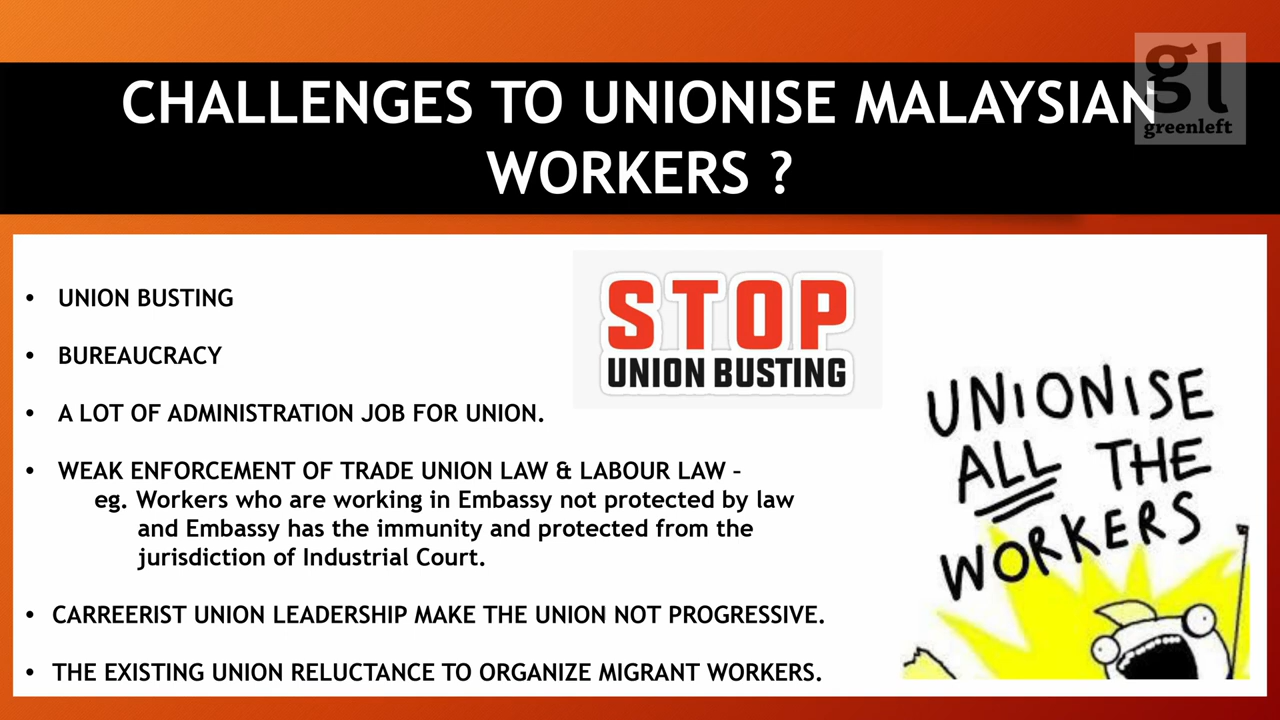 CHALLENGES TO UNIONISE MALAYSIAN
WORKERS ?
gl
greenleft
• UNION BUSTING
• BUREAUCRACY
• A LOT OF ADMINISTRATION JOB FOR UNION.
• WEAK ENFORCEMENT OF TRADE UNION LAW & LABOUR LAW –
eg. Workers who are working in Embassy not protected by law
and Embassy has the immunity and protected from the
jurisdiction of Industrial Court.
• CARREERIST UNION LEADERSHIP MAKE THE UNION NOT PROGRESSIVE.
• THE EXISTING UNION RELUCTANCE TO ORGANIZE MIGRANT WORKERS.
STOP
UNION BUSTING
UNIONISE
ALL THE
WORKERS